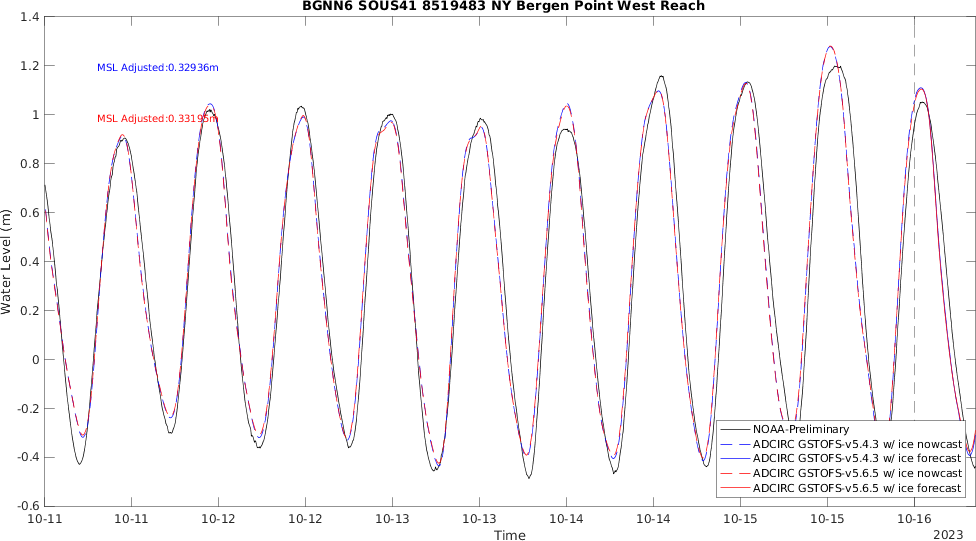 BGNN6 SOUS41 8519483 NY Bergen Point West Reach
1.4
1.2
1
0.8
0.6
0.4
0.2
0
-0.2
-0.4
-0.6
Water Level (m)
MSL Adjusted:0.32936m
MSL Adjusted:0.33195m
NOAA-Preliminary
ADCIRC GSTOFS-v5.4.3 w/ ice nowcast
ADCIRC GSTOFS-v5.4.3 w/ ice forecast
ADCIRC GSTOFS-v5.6.5 w/ ice nowcast
ADCIRC GSTOFS-v5.6.5 w/ ice forecast
10-11 10-11 10-12 10-12 10-13 10-13 10-14 10-14 10-15 10-15 10-16
Time
2023